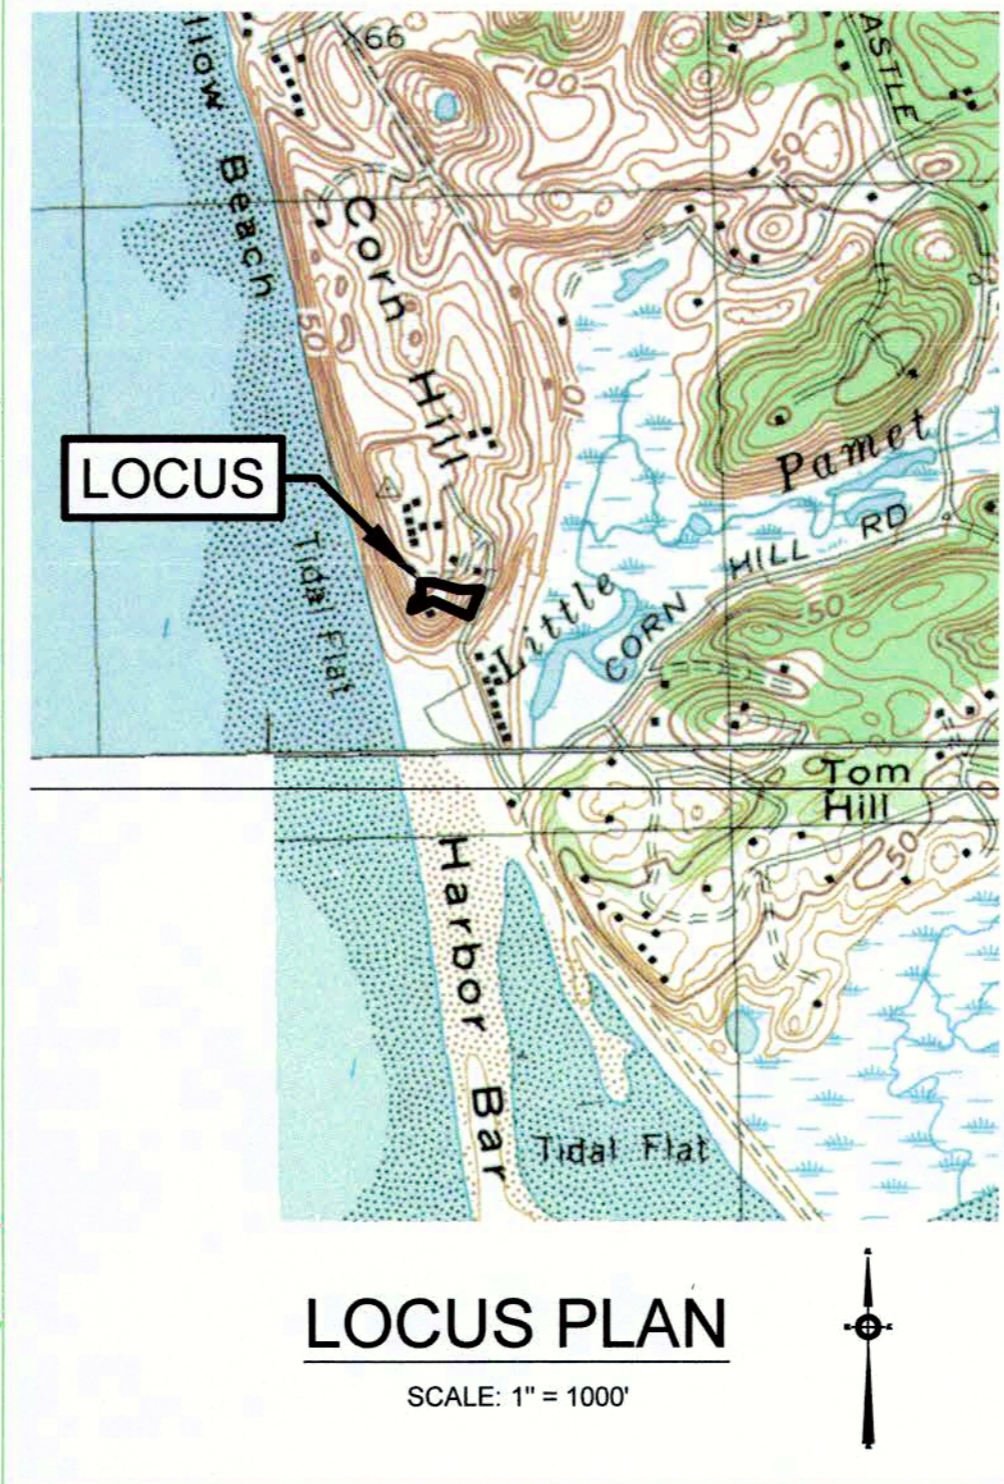 66
100
llow
Beach
ASTLE
50
Corn
Hill
50
10
Pamet
LOCUS
HILL RD
Tidal Flat
Little
CORN
50
Tom
Hill
50
Harbor
Bar
Tidal Flat
LOCUS PLAN
SCALE: 1" = 1000'